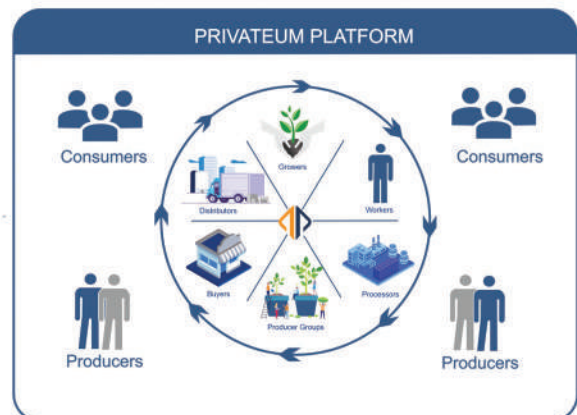 PRIVATEUM PLATFORM
Consumers
Consumers
Growers
Distributors
Workers
Buyers
Processors
Producer Groups
Producers
Producers